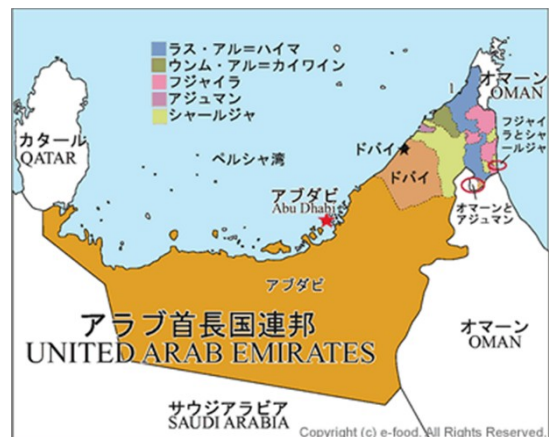 ラス・アル＝ハイマ
ウンム・アル＝カイワイン
フジャイラ
アジュマン
シャールジャ
オマーン
OMAN
カタール
QATAR
ペルシャ湾
ドバイ
フジャイ
ラとシャ
ールジャ
ドバイ
アブダビ
Abu Dhabi
オマーンと
アジュマン
アブダビ
アラブ首長国連邦
UNITED ARAB EMIRATES
オマーン
OMAN
サウジアラビア
SAUDI ARABIA
Copyright (c) e-food. All Rights Reserved.